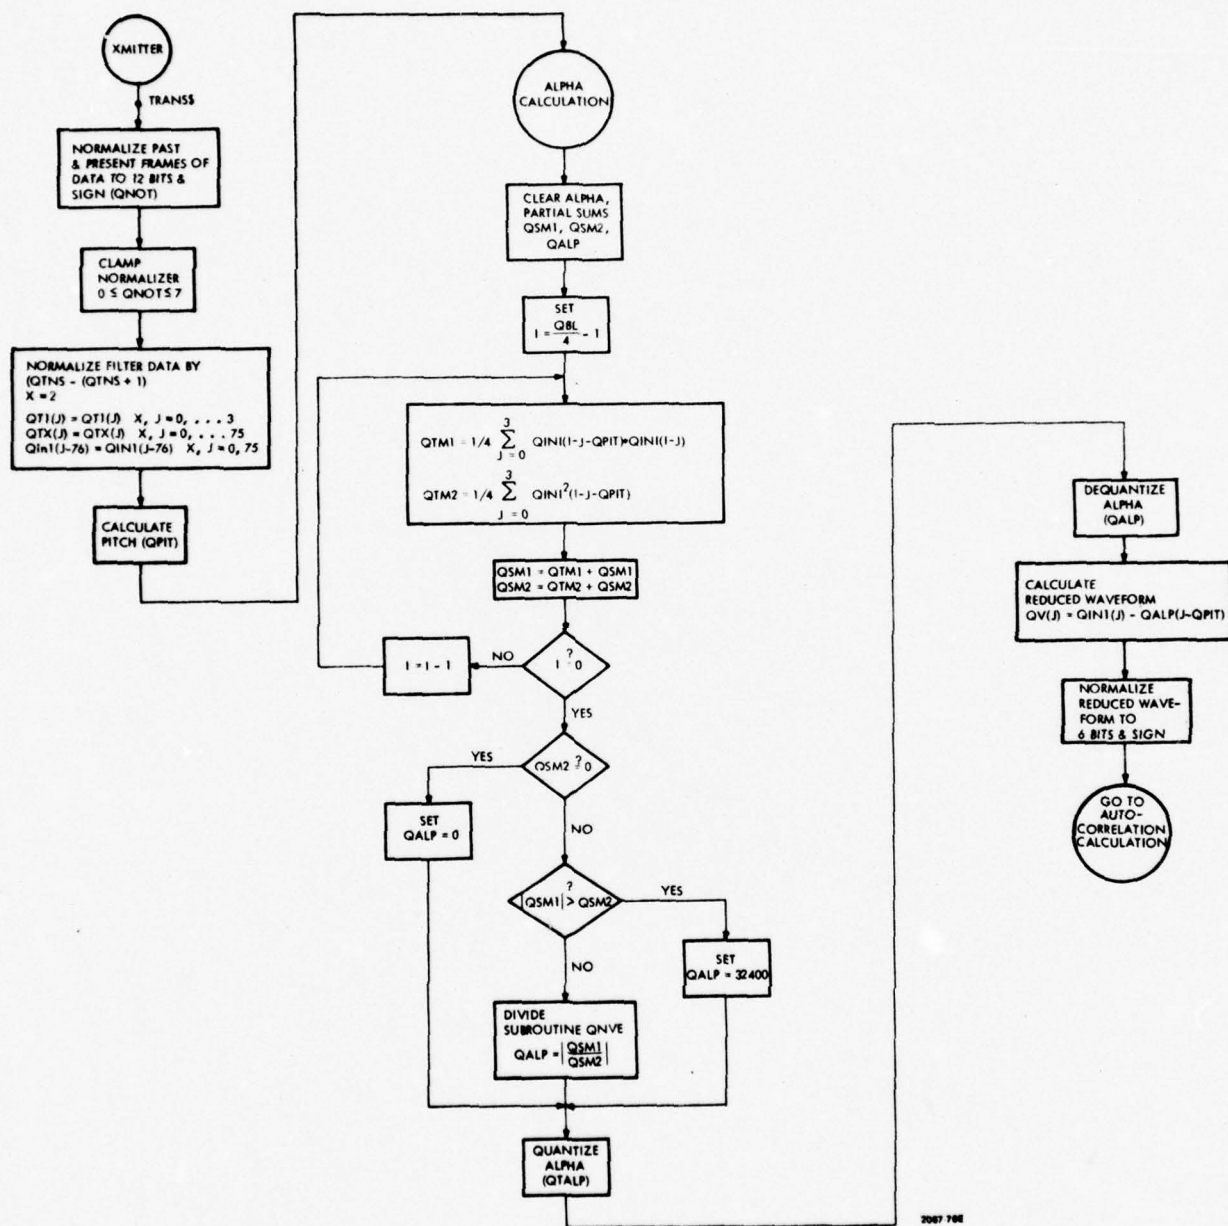 XMITTER
TRANS$
NORMALIZE PAST
& PRESENT FRAMES OF
DATA TO 12 BITS &
SIGN (QNOT)
CLAMP
NORMALIZER
0 ≤ QNOT ≤ 7
NORMALIZE FILTER DATA BY
(QTNS - (QTNS + 1)
X = 2
QT1(J) = QT1(J) X, J = 0, . . . 3
QTX(J) = QTX(J) X, J = 0, . . . 75
QIn1(J-76) = QIN1(J-76) X, J = 0, 75
CALCULATE
PITCH (QPIT)
ALPHA
CALCULATION
CLEAR ALPHA,
PARTIAL SUMS
QSM1, QSM2,
QALP
SET
I = QBL/4 - 1
QTM1 = 1/4 3 ∑ J = 0 QINI(I-J-QPIT)*QINI(I-J)
QTM2 = 1/4 3 ∑ J = 0 QINI²(I-J-QPIT)
QSM1 = QTM1 + QSM1
QSM2 = QTM2 + QSM2
?
I = 0
NO
I = I - 1
YES
?
QSM2 = 0
YES
SET
QALP = 0
NO
?
|QSM1| > QSM2
YES
SET
QALP = 32400
NO
DIVIDE
SUBROUTINE QNVE
QALP = |QSM1/QSM2|
QUANTIZE
ALPHA
(QTALP)
DEQUANTIZE
ALPHA
(QALP)
CALCULATE
REDUCED WAVEFORM
QV(J) = QIN1(J) - QALP(J-QPIT)
NORMALIZE
REDUCED WAVE-
FORM TO
6 BITS & SIGN
GO TO
AUTO-
CORRELATION
CALCULATION